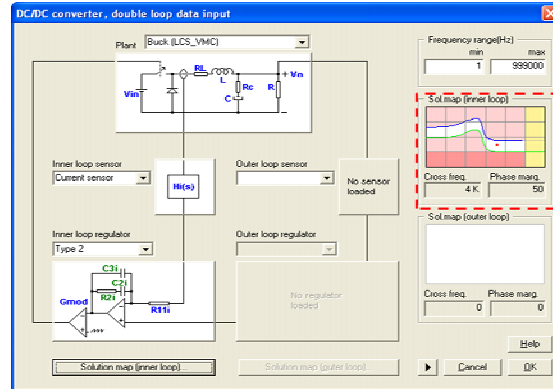 DC/DC converter, double loop data input
Plant
Buck (LCS_VMC)
Frequency range(Hz)
min
max
1
999000
RL
L
+ Vo
Rc
R
C
Vin
Sol.map (inner loop)
Cross freq.
Phase marg.
4 K
50
Inner loop sensor
Current sensor
Hi(s)
Outer loop sensor
No sensor
loaded
Sol.map (outer loop)
Cross freq.
Phase marg.
0
0
Inner loop regulator
Type 2
Outer loop regulator
C3i
C2i
R2i
Gmod
R11i
No regulator
loaded
Solution map (inner loop)...
Solution map (outer loop)...
Help
Cancel
OK